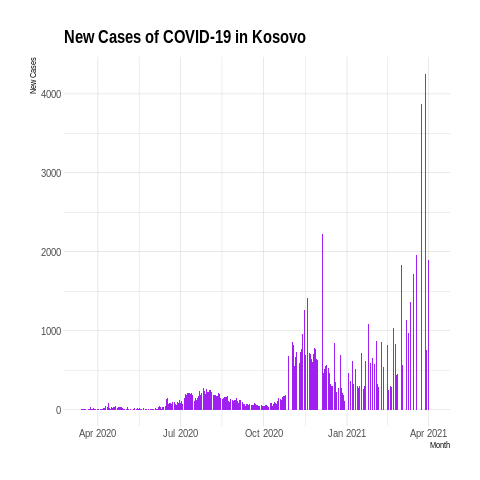 New Cases of COVID-19 in Kosovo
New Cases
4000
3000
2000
1000
0
Apr 2020 Jul 2020 Oct 2020 Jan 2021 Apr 2021
Month